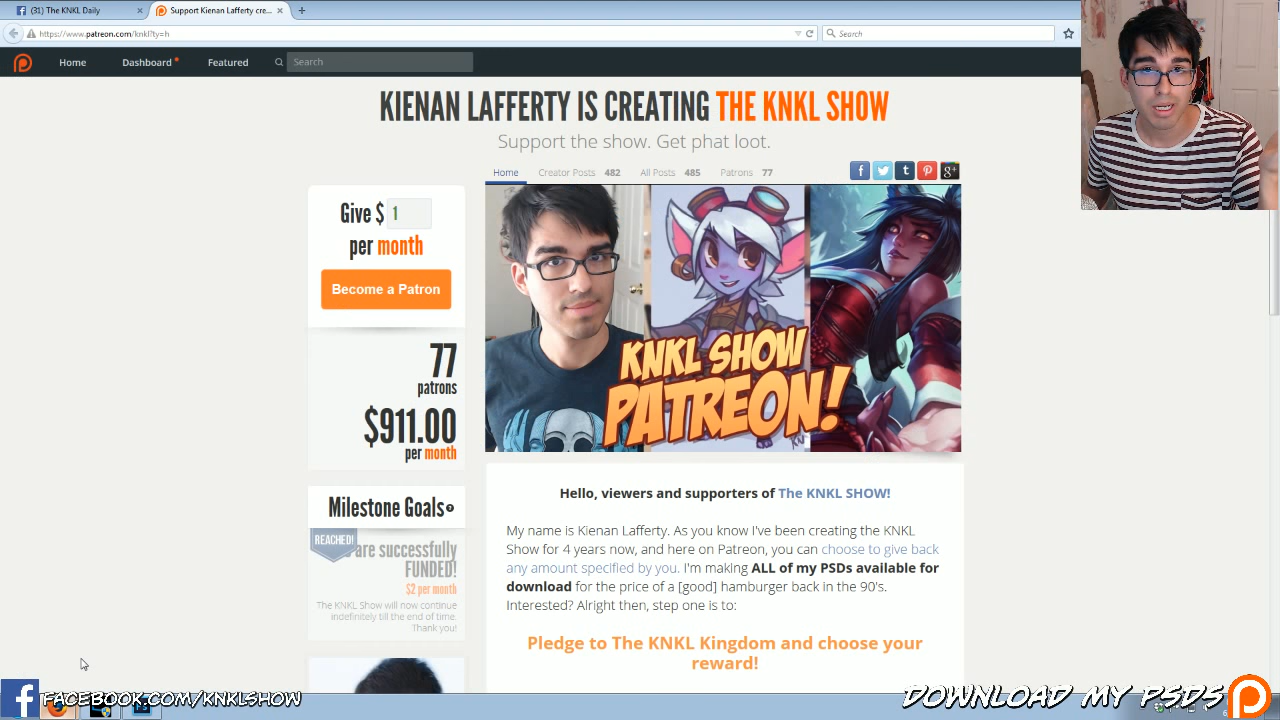 (31) The KNKL Daily
Support Kienan Lafferty cre...
https://www.patreon.com/knkl?ty=h
Search
Home
Dashboard
Featured
Search
KIENAN LAFFERTY IS CREATING THE KNKL SHOW
Support the show. Get phat loot.
Home
Creator Posts 482
All Posts 485
Patrons 77
Give $ 1
per month
Become a Patron
77
patrons
$911.00
per month
KNKL SHOW
PATREON!
Milestone Goals
REACHED!
are successfully
FUNDED!
$2 per month
The KNKL Show will now continue
indefinitely till the end of time.
Thank you!
Hello, viewers and supporters of The KNKL SHOW!
My name is Kienan Lafferty. As you know I've been creating the KNKL
Show for 4 years now, and here on Patreon, you can choose to give back
any amount specified by you. I'm making ALL of my PSDs available for
download for the price of a [good] hamburger back in the 90's.
Interested? Alright then, step one is to:
Pledge to The KNKL Kingdom and choose your
reward!
FACEBOOK.COM/KNKLSHOW
DOWNLOAD MY PSDS